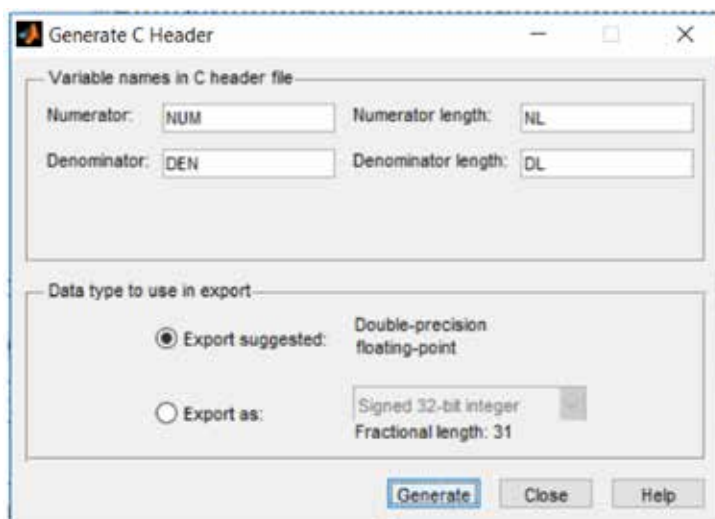 Generate C Header
Variable names in C header file
Numerator: NUM Numerator length: NL
Denominator: DEN Denominator length: DL
Data type to use in export
Export suggested: Double-precision
floating-point
Export as: Signed 32-bit integer
Fractional length: 31
Generate Close Help